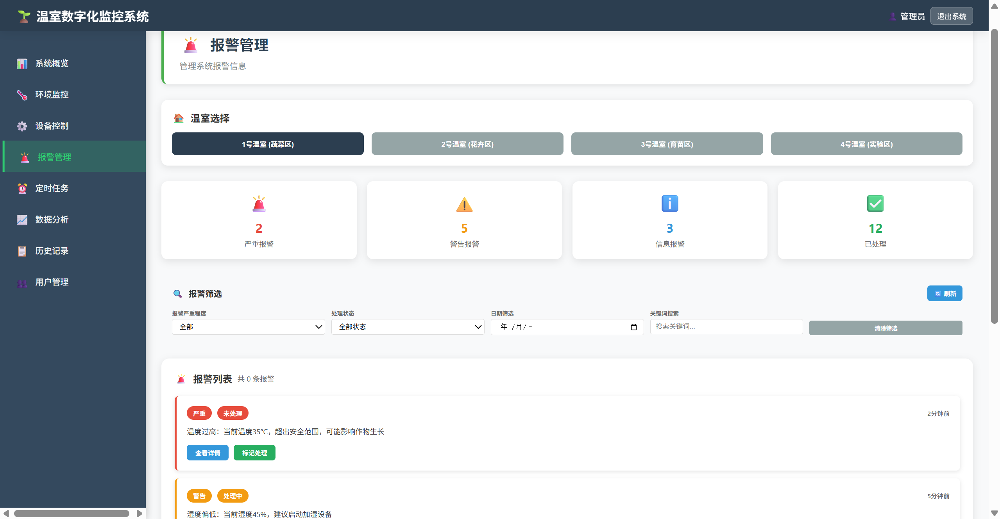 温室数字化监控系统
管理员
退出系统
系统概览
环境监控
设备控制
报警管理
定时任务
数据分析
历史记录
用户管理
报警管理
管理系统报警信息
温室选择
1号温室 (蔬菜区)
2号温室 (花卉区)
3号温室 (育苗区)
4号温室 (实验区)
2
严重报警
5
警告报警
3
信息报警
12
已处理
报警筛选
刷新
报警严重程度
全部
处理状态
全部状态
日期筛选
年 /月/日
关键词搜索
搜索关键词...
清除筛选
报警列表 共 0 条报警
严重 未处理
2分钟前
温度过高：当前温度35°C，超出安全范围，可能影响作物生长
查看详情 标记处理
警告 处理中
5分钟前
湿度偏低：当前湿度45%，建议启动加湿设备